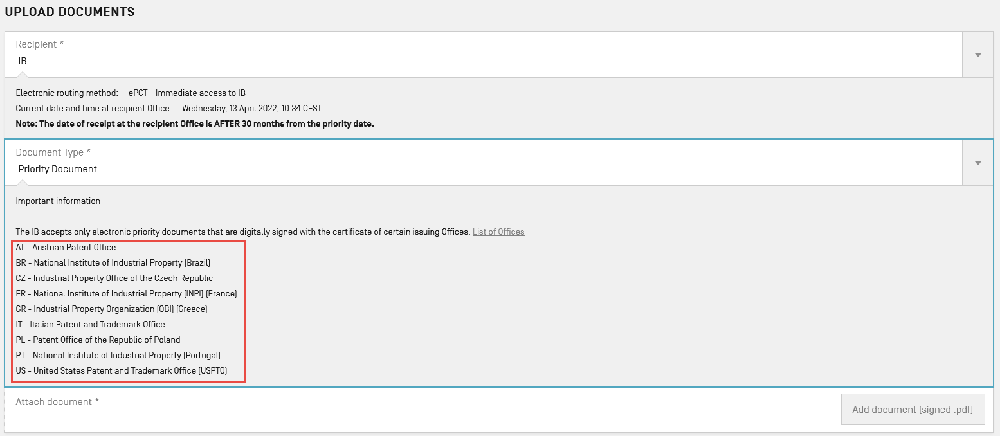 UPLOAD DOCUMENTS
Recipient *
IB
Electronic routing method: ePCT Immediate access to IB
Current date and time at recipient Office: Wednesday, 13 April 2022, 10:34 CEST
Note: The date of receipt at the recipient Office is AFTER 30 months from the priority date.
Document Type *
Priority Document
Important information
The IB accepts only electronic priority documents that are digitally signed with the certificate of certain issuing Offices. List of Offices
AT - Austrian Patent Office
BR - National Institute of Industrial Property (Brazil)
CZ - Industrial Property Office of the Czech Republic
FR - National Institute of Industrial Property (INPI) (France)
GR - Industrial Property Organization (OBI) (Greece)
IT - Italian Patent and Trademark Office
PL - Patent Office of the Republic of Poland
PT - National Institute of Industrial Property (Portugal)
US - United States Patent and Trademark Office (USPTO)
Attach document *
Add document (signed .pdf)